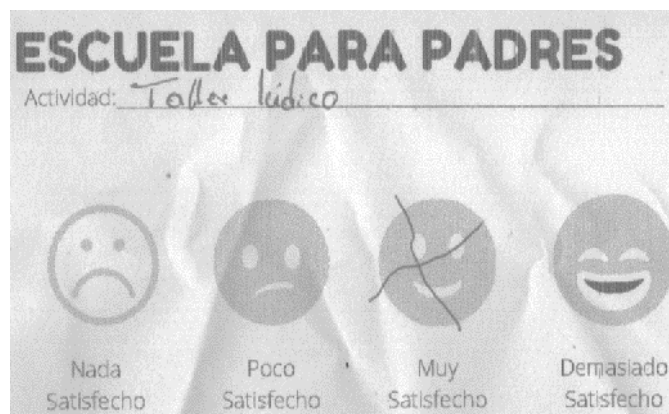 ESCUELA PARA PADRES
Actividad: Taller lúdico
Nada Poco Muy Demasiado
Satisfecho Satisfecho Satisfecho Satisfecho